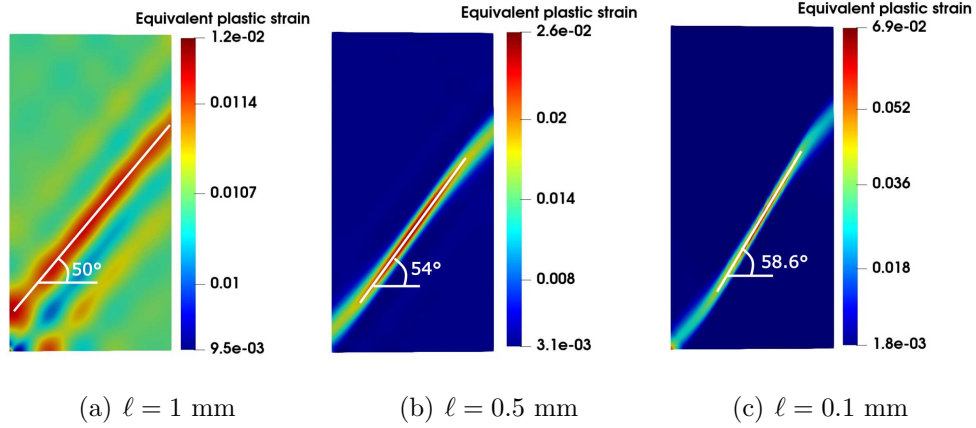 Equivalent plastic strain
1.2e-02
0.0114
0.0107
0.01
9.5e-03
50°
(a) ℓ = 1 mm
Equivalent plastic strain
2.6e-02
0.02
0.014
0.008
3.1e-03
54°
(b) ℓ = 0.5 mm
Equivalent plastic strain
6.9e-02
0.052
0.036
0.018
1.8e-03
58.6°
(c) ℓ = 0.1 mm